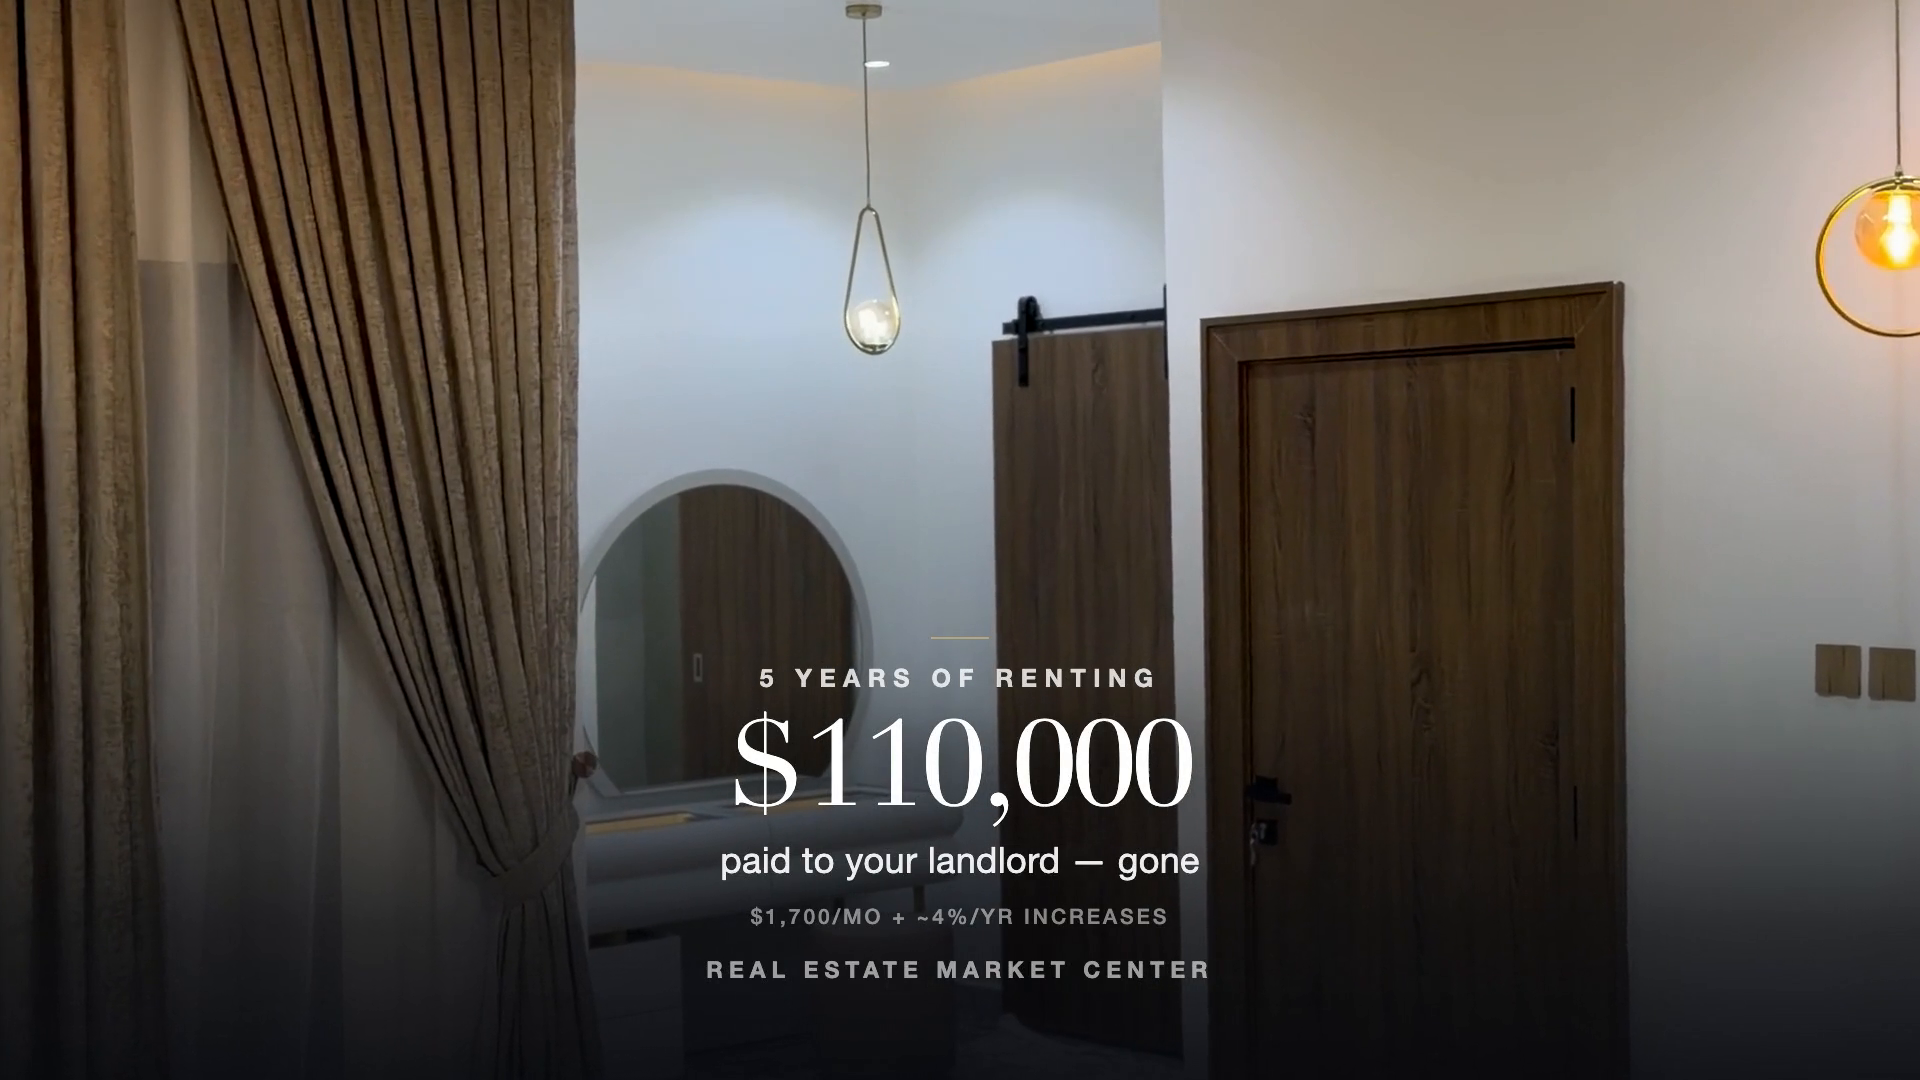 5 YEARS OF RENTING
$110,000
paid to your landlord — gone
$1,700/MO + ~4%/YR INCREASES
REAL ESTATE MARKET CENTER